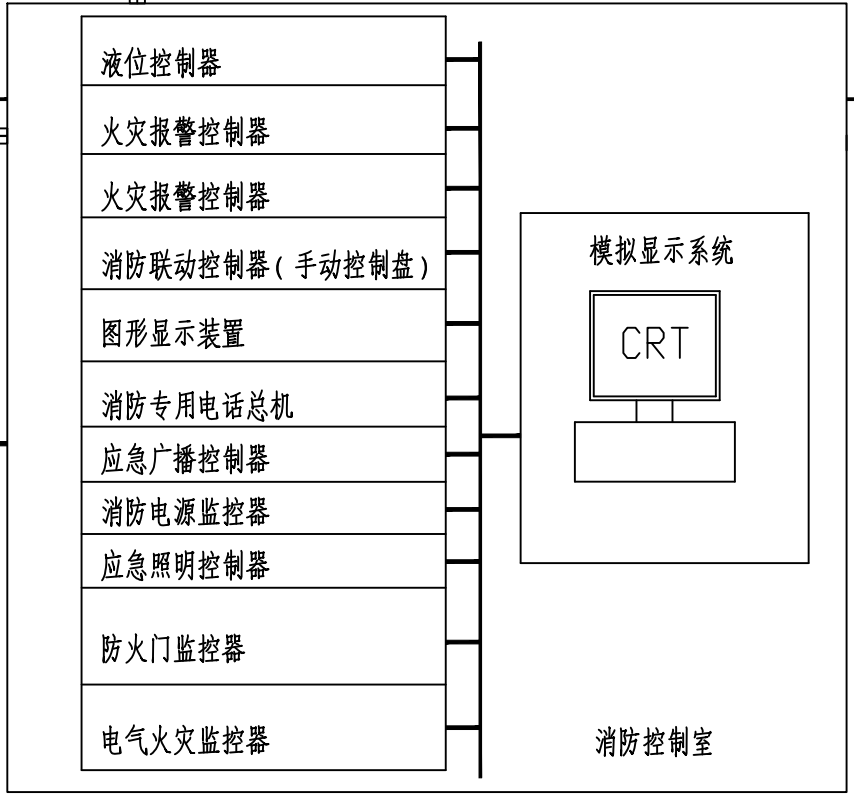 液位控制器
火灾报警控制器
火灾报警控制器
消防联动控制器(手动控制盘)
图形显示装置
消防专用电话总机
应急广播控制器
消防电源监控器
应急照明控制器
防火门监控器
电气火灾监控器
模拟显示系统
CRT
消防控制室